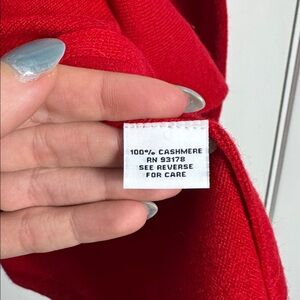 100% CASHMERE
RN 93178
SEE REVERSE
FOR CARE